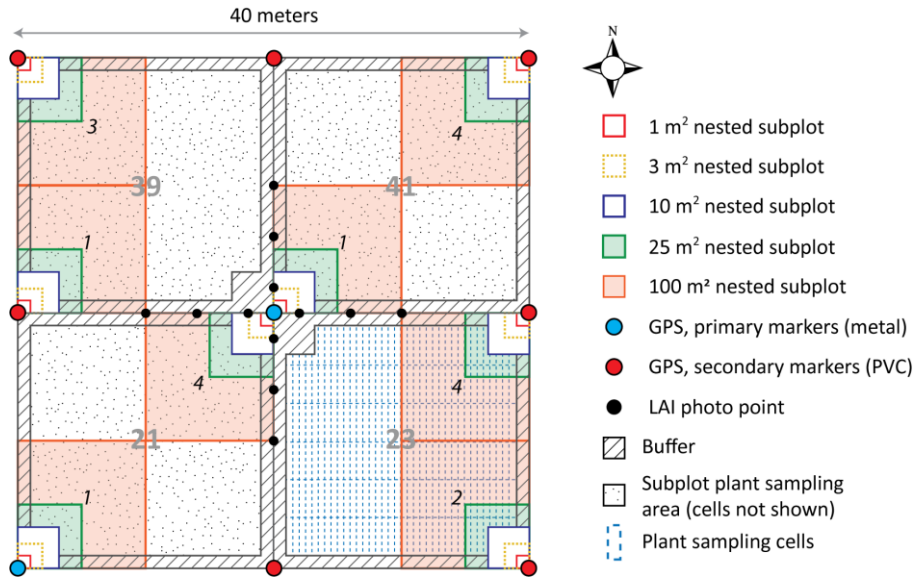 40 meters
N
3
4
39
41
1
1
4
4
21
23
1
2
1 m² nested subplot
3 m² nested subplot
10 m² nested subplot
25 m² nested subplot
100 m² nested subplot
GPS, primary markers (metal)
GPS, secondary markers (PVC)
LAI photo point
Buffer
Subplot plant sampling
area (cells not shown)
Plant sampling cells